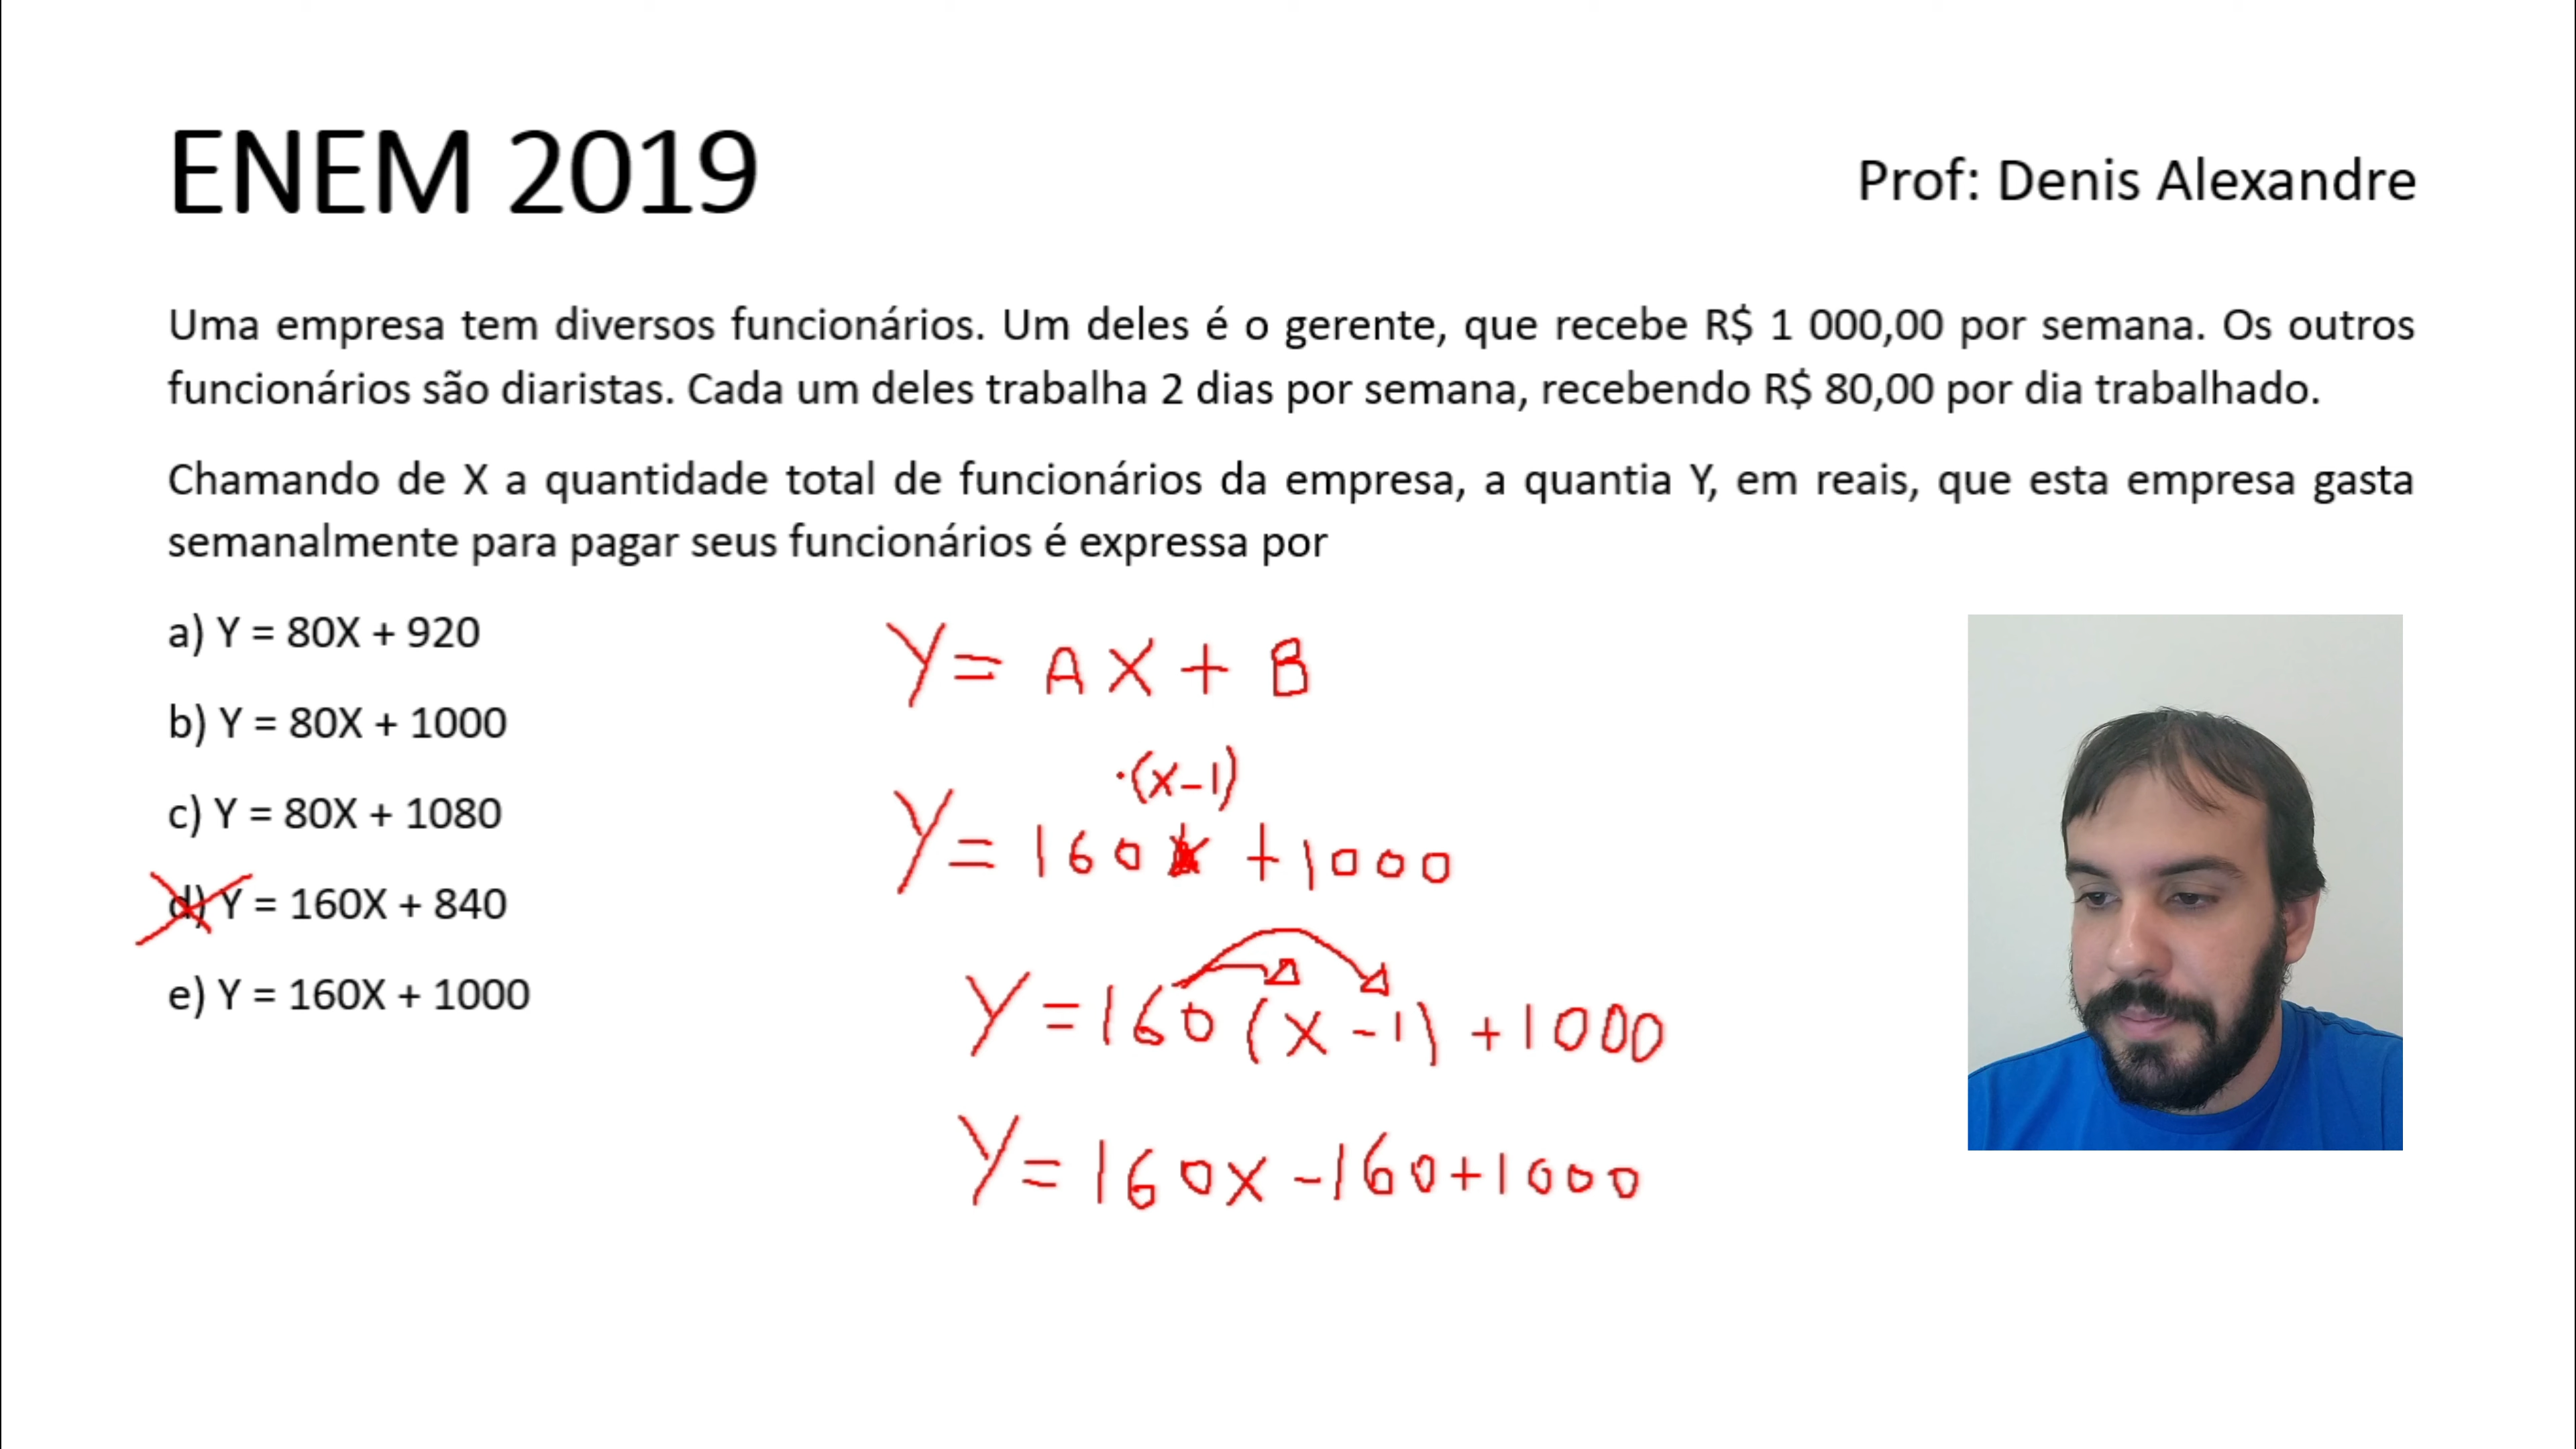 ENEM 2019
Prof: Denis Alexandre
Uma empresa tem diversos funcionários. Um deles é o gerente, que recebe R$ 1 000,00 por semana. Os outros
funcionários são diaristas. Cada um deles trabalha 2 dias por semana, recebendo R$ 80,00 por dia trabalhado.
Chamando de X a quantidade total de funcionários da empresa, a quantia Y, em reais, que esta empresa gasta
semanalmente para pagar seus funcionários é expressa por
a) Y = 80X + 920
b) Y = 80X + 1000
c) Y = 80X + 1080
d) Y = 160X + 840
e) Y = 160X + 1000
Y = AX + B
·(x-1)
Y = 160 + 1000
Y = 160 (x - 1) + 1000
Y = 160x - 160 + 1000